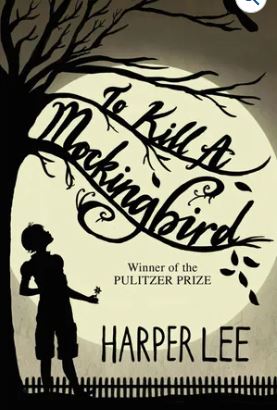 To Kill A
Mockingbird
Winner of the
PULITZER PRIZE
HARPER LEE